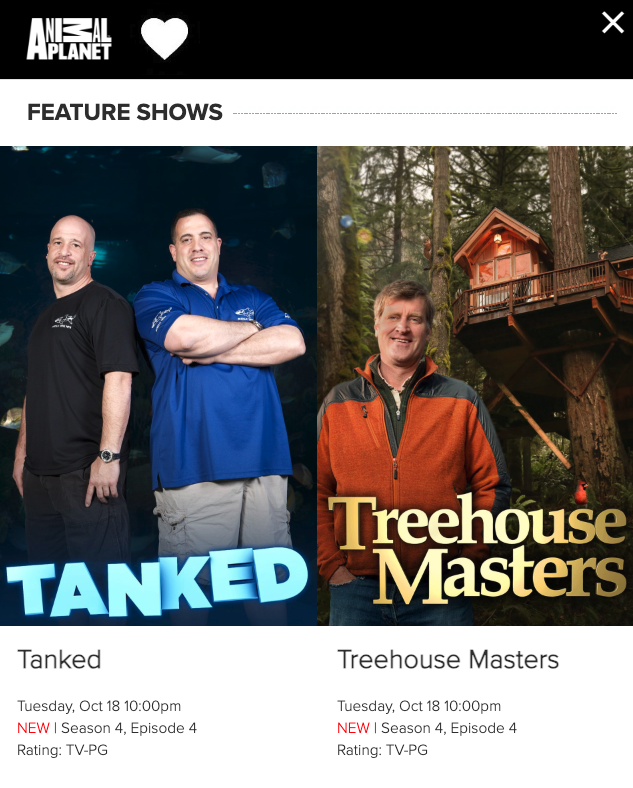 ANIMAL
PLANET
FEATURE SHOWS
TANKED
Treehouse
Masters
Tanked
Tuesday, Oct 18 10:00pm
NEW | Season 4, Episode 4
Rating: TV-PG
Treehouse Masters
Tuesday, Oct 18 10:00pm
NEW | Season 4, Episode 4
Rating: TV-PG